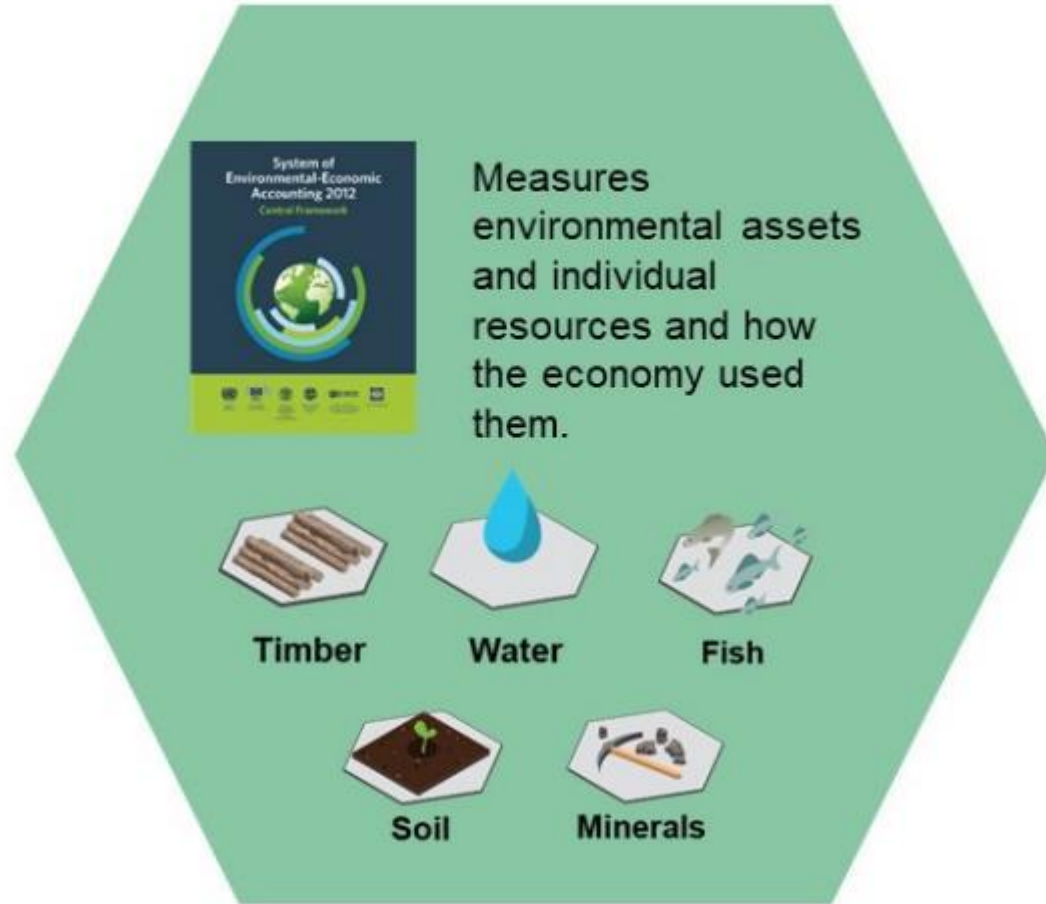 System of
Environmental-Economic
Accounting 2012
Central Framework
Measures
environmental assets
and individual
resources and how
the economy used
them.
Timber
Water
Fish
Soil
Minerals